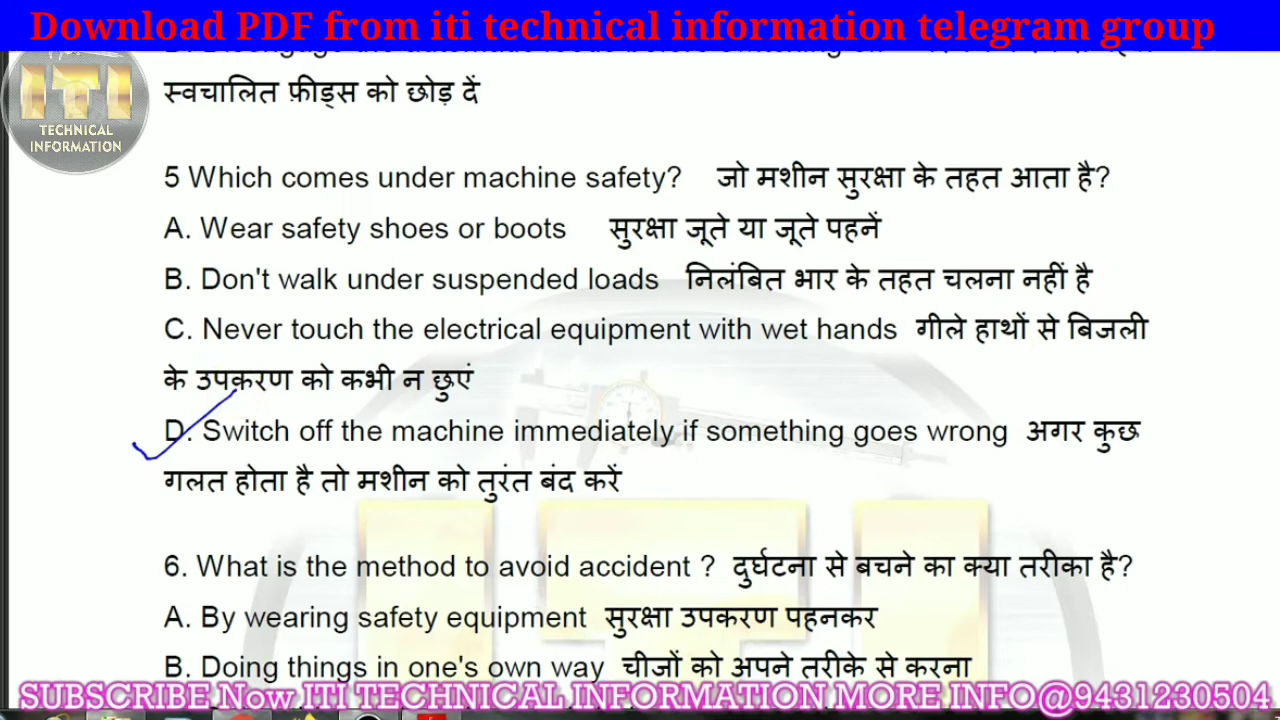 Download PDF from iti technical information telegram group
स्वचालित फ़ीड्स को छोड़ दें
ITI
TECHNICAL
INFORMATION
5 Which comes under machine safety? जो मशीन सुरक्षा के तहत आता है?
A. Wear safety shoes or boots सुरक्षा जूते या जूते पहनें
B. Don't walk under suspended loads निलंबित भार के तहत चलना नहीं है
C. Never touch the electrical equipment with wet hands गीले हाथों से बिजली
के उपकरण को कभी न छुएं
D. Switch off the machine immediately if something goes wrong अगर कुछ
गलत होता है तो मशीन को तुरंत बंद करें
6. What is the method to avoid accident ? दुर्घटना से बचने का क्या तरीका है?
A. By wearing safety equipment सुरक्षा उपकरण पहनकर
B. Doing things in one's own way चीजों को अपने तरीके से करना
SUBSCRIBE Now ITI TECHNICAL INFORMATION MORE INFO@9431230504